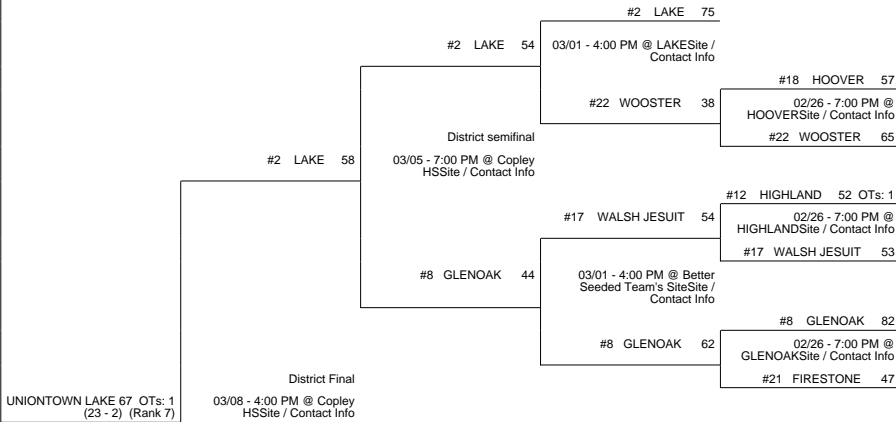 #2 LAKE 75
#2 LAKE 54
03/01 - 4:00 PM @ LAKESite /
Contact Info
#18 HOOVER 57
#22 WOOSTER 38
02/26 - 7:00 PM @
HOOVERSite / Contact Info
#22 WOOSTER 65
District semifinal
#2 LAKE 58
03/05 - 7:00 PM @ Copley
HSSite / Contact Info
#12 HIGHLAND 52 OTs: 1
#17 WALSH JESUIT 54
02/26 - 7:00 PM @
HIGHLANDSite / Contact Info
#17 WALSH JESUIT 53
#8 GLENOAK 44
03/01 - 4:00 PM @ Better
Seeded Team's SiteSite /
Contact Info
#8 GLENOAK 82
#8 GLENOAK 62
02/26 - 7:00 PM @
GLENOAKSite / Contact Info
#21 FIRESTONE 47
District Final
UNIONTOWN LAKE 67 OTs: 1
(23 - 2) (Rank 7)
03/08 - 4:00 PM @ Copley
HSSite / Contact Info